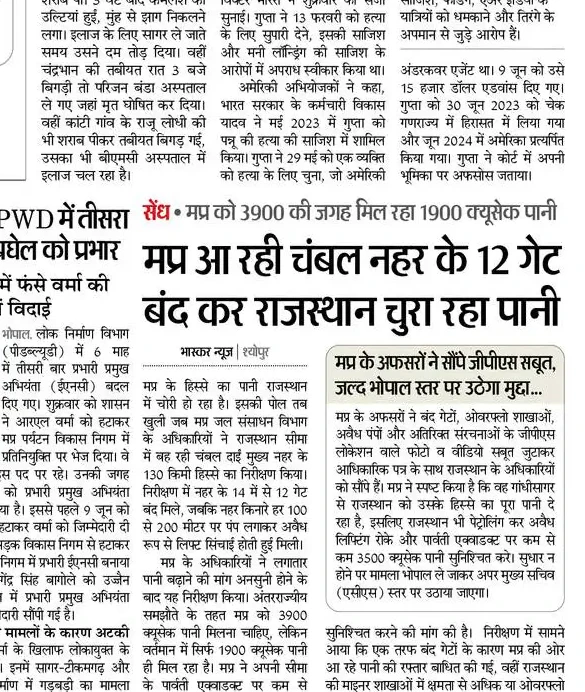 शराब पी। 3 घंटे बाद कमलेश को
उल्टियां हुईं, मुंह से झाग निकलने
लगा। इलाज के लिए सागर ले जाते
समय उसने दम तोड़ दिया। वहीं
चंद्रभान की तबीयत रात 3 बजे
बिगड़ी तो परिजन बंडा अस्पताल
ले गए जहां मृत घोषित कर दिया।
वहीं कांटी गांव के राजू लोधी की
भी शराब पीकर तबीयत बिगड़ गई,
उसका भी बीएमसी अस्पताल में
इलाज चल रहा है।
सुनाई। गुप्ता ने 13 फरवरी को हत्या
के लिए सुपारी देने, इसकी साजिश
और मनी लॉन्ड्रिंग की साजिश के
आरोपों में अपराध स्वीकार किया था।
अमेरिकी अभियोजकों ने कहा,
भारत सरकार के कर्मचारी विकास
यादव ने मई 2023 में गुप्ता को
पन्नू की हत्या की साजिश में शामिल
किया। गुप्ता ने 29 मई को एक व्यक्ति
को हत्या के लिए चुना, जो अमेरिकी
यात्रियों को धमकाने और तिरंगे के
अपमान से जुड़े आरोप हैं।
अंडरकवर एजेंट था। 9 जून को उसे
15 हजार डॉलर एडवांस दिए गए।
गुप्ता को 30 जून 2023 को चेक
गणराज्य में हिरासत में लिया गया
और जून 2024 में अमेरिका प्रत्यर्पित
किया गया। गुप्ता ने कोर्ट में अपनी
भूमिका पर अफसोस जताया।
PWD में तीसरा
घेल को प्रभार
में फंसे वर्मा की
विदाई
भोपाल. लोक निर्माण विभाग
(पीडब्ल्यूडी) में 6 माह
में तीसरी बार प्रभारी प्रमुख
अभियंता (ईएनसी) बदल
दिए गए। शुक्रवार को शासन
ने आरएल वर्मा को हटाकर
मप्र पर्यटन विकास निगम में
प्रतिनियुक्ति पर भेज दिया। वे
पद पर रहे। उनकी जगह
को प्रभारी प्रमुख अभियंता
या है। इससे पहले 9 जून को
हटाकर वर्मा को जिम्मेदारी दी
सड़क विकास निगम से हटाकर
निगम में प्रभारी ईएनसी बनाया
गेंद्र सिंह बागोले को उज्जैन
में प्रभारी प्रमुख अभियंता
दारी सौंपी गई है।
मामलों के कारण अटकी
र्मा के खिलाफ लोकायुक्त के
। इनमें सागर-टीकमगढ़ और
र्माण में गड़बड़ी का मामला
सेंध • मप्र को 3900 की जगह मिल रहा 1900 क्यूसेक पानी
मप्र आ रही चंबल नहर के 12 गेट
बंद कर राजस्थान चुरा रहा पानी
भास्कर न्यूज | श्योपुर
मप्र के हिस्से का पानी राजस्थान
में चोरी हो रहा है। इसकी पोल तब
खुली जब मप्र जल संसाधन विभाग
के अधिकारियों ने राजस्थान सीमा
में बह रही चंबल दाईं मुख्य नहर के
130 किमी हिस्से का निरीक्षण किया।
निरीक्षण में नहर के 14 में से 12 गेट
बंद मिले, जबकि नहर किनारे हर 100
से 200 मीटर पर पंप लगाकर अवैध
रूप से लिफ्ट सिंचाई होती हुई मिली।
मप्र के अधिकारियों ने लगातार
पानी बढ़ाने की मांग अनसुनी होने के
बाद यह निरीक्षण किया। अंतरराज्यीय
समझौते के तहत मप्र को 3900
क्यूसेक पानी मिलना चाहिए, लेकिन
वर्तमान में सिर्फ 1900 क्यूसेक पानी
ही मिल रहा है। मप्र ने अपनी सीमा
के पार्वती एक्वाडक्ट पर कम से
मप्र के अफसरों ने सौंपे जीपीएस सबूत,
जल्द भोपाल स्तर पर उठेगा मुद्दा...
मप्र के अफसरों ने बंद गेटों, ओवरफ्लो शाखाओं,
अवैध पंपों और अतिरिक्त संरचनाओं के जीपीएस
लोकेशन वाले फोटो व वीडियो सबूत जुटाकर
आधिकारिक पत्र के साथ राजस्थान के अधिकारियों
को सौंपे हैं। मप्र ने स्पष्ट किया है कि वह गांधीसागर
से राजस्थान को उसके हिस्से का पूरा पानी दे
रहा है, इसलिए राजस्थान भी पेट्रोलिंग कर अवैध
लिफ्टिंग रोके और पार्वती एक्वाडक्ट पर कम से
कम 3500 क्यूसेक पानी सुनिश्चित करे। सुधार न
होने पर मामला भोपाल ले जाकर अपर मुख्य सचिव
(एसीएस) स्तर पर उठाया जाएगा।
सुनिश्चित करने की मांग की है। निरीक्षण में सामने
आया कि एक तरफ बंद गेटों के कारण मप्र की ओर
आ रहे पानी की रफ्तार बाधित की गई, वहीं राजस्थान
की माइनर शाखाओं में क्षमता से अधिक या ओवरफ्लो